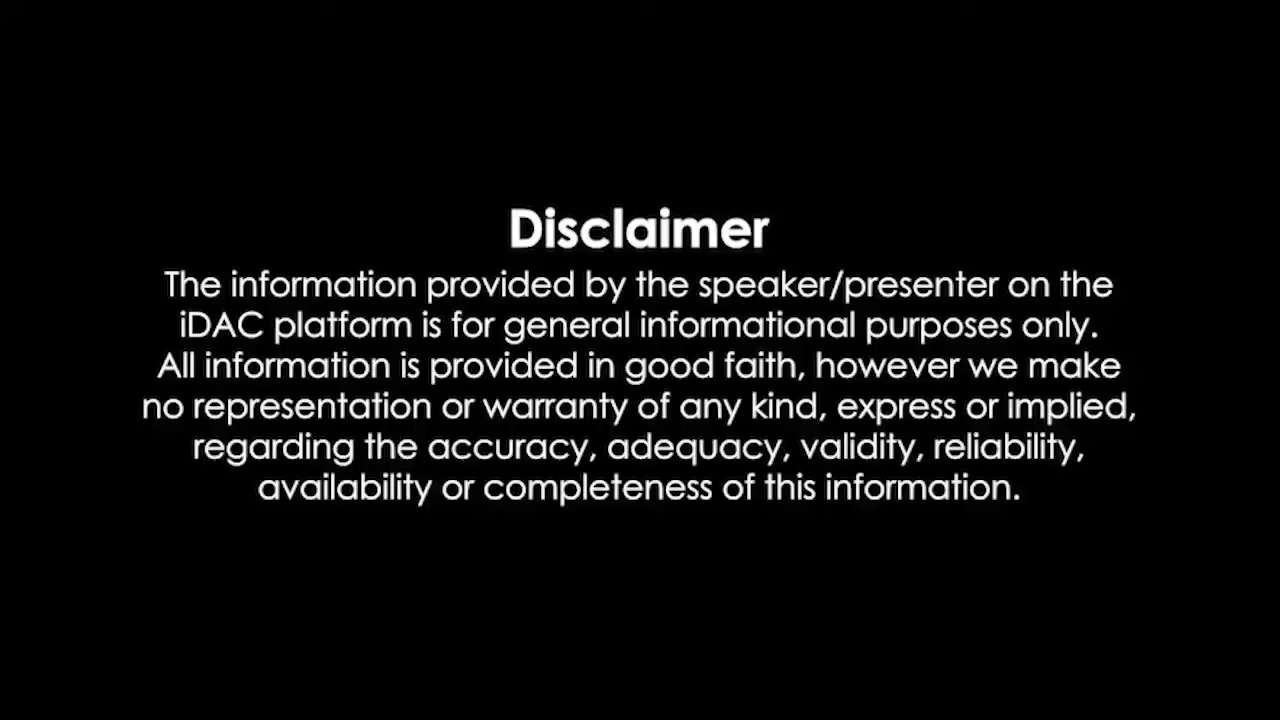 Disclaimer
The information provided by the speaker/presenter on the
iDAC platform is for general informational purposes only.
All information is provided in good faith, however we make
no representation or warranty of any kind, express or implied,
regarding the accuracy, adequacy, validity, reliability,
availability or completeness of this information.